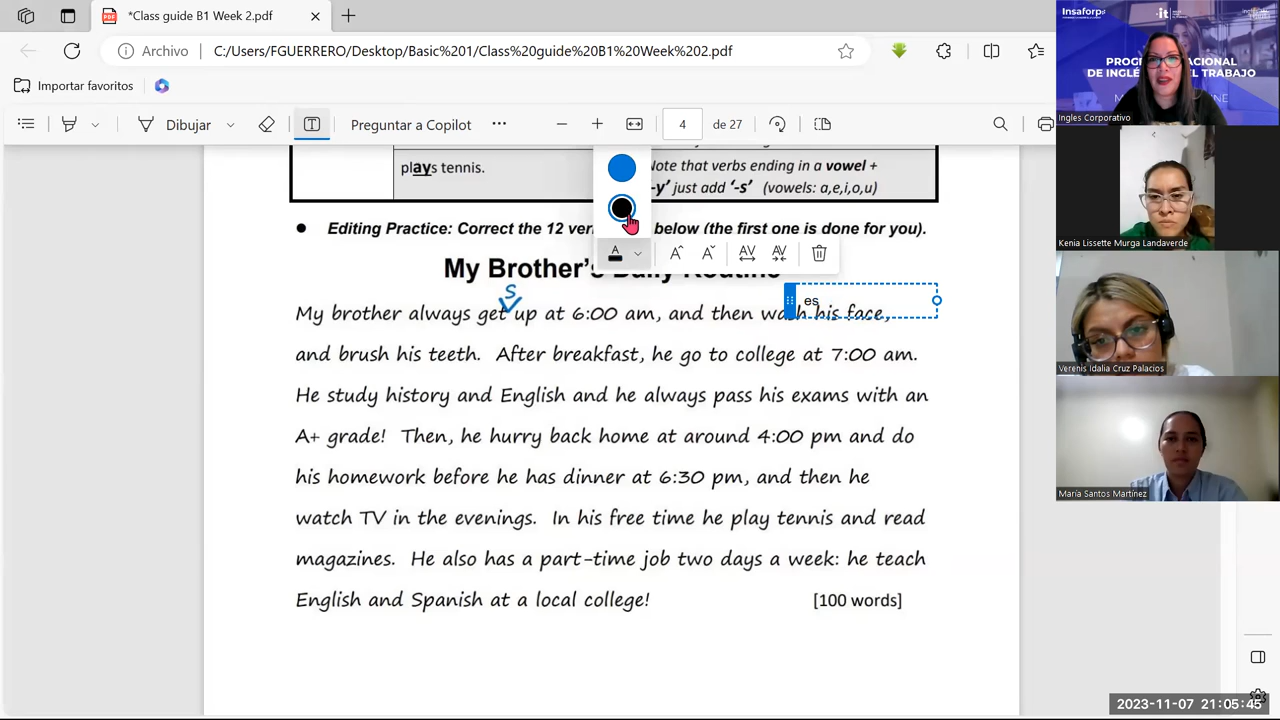 *Class guide B1 Week 2.pdf
Archivo
C:/Users/FGUERRERO/Desktop/Basic%201/Class%20guide%20B1%20Week%202.pdf
Importar favoritos
Dibujar
Preguntar a Copilot
4
de 27
plays tennis.
Note that verbs ending in a vowel +
-y’ just add ‘-s’ (vowels: a,e,i,o,u)
Editing Practice: Correct the 12 ver below (the first one is done for you).
My Brother’s Daily Routine
s
es
My brother always get up at 6:00 am, and then wash his face,
and brush his teeth. After breakfast, he go to college at 7:00 am.
He study history and English and he always pass his exams with an
A+ grade! Then, he hurry back home at around 4:00 pm and do
his homework before he has dinner at 6:30 pm, and then he
watch TV in the evenings. In his free time he play tennis and read
magazines. He also has a part-time job two days a week: he teach
English and Spanish at a local college!
[100 words]
Insaforp
Ingles Corporativo
Kenia Lissette Murga Landaverde
Verenis Idalia Cruz Palacios
María Santos Martínez
2023-11-07 21:05:45